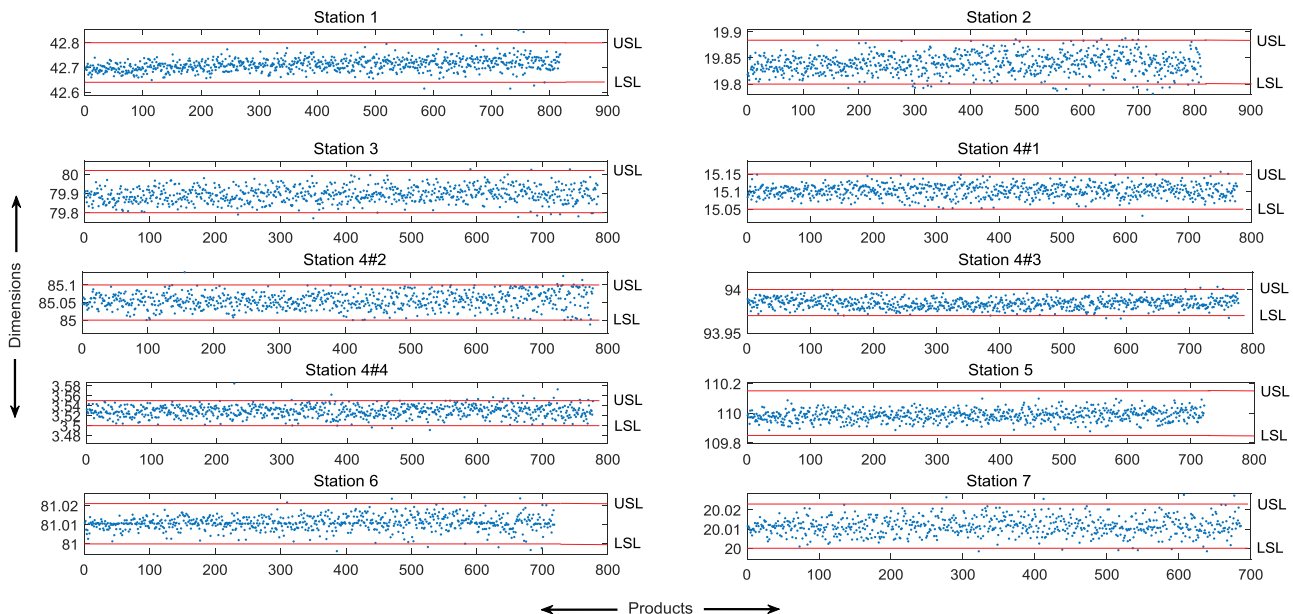 Station 1
42.8
42.7
42.6
USL
LSL
0 100 200 300 400 500 600 700 800 900
Station 2
19.9
19.85
19.8
USL
LSL
0 100 200 300 400 500 600 700 800 900
Station 3
80
79.9
79.8
USL
LSL
0 100 200 300 400 500 600 700 800
Station 4#1
15.15
15.1
15.05
USL
LSL
0 100 200 300 400 500 600 700 800
Station 4#2
85.1
85.05
85
USL
LSL
0 100 200 300 400 500 600 700 800
Station 4#3
94
93.95
USL
LSL
0 100 200 300 400 500 600 700 800
Station 4#4
3.58
3.56
3.54
3.52
3.5
3.48
USL
LSL
0 100 200 300 400 500 600 700 800
Station 5
110.2
110
109.8
USL
LSL
0 100 200 300 400 500 600 700 800
Station 6
81.02
81.01
81
USL
LSL
0 100 200 300 400 500 600 700 800
Station 7
20.02
20.01
20
USL
LSL
0 100 200 300 400 500 600 700
Dimensions
Products